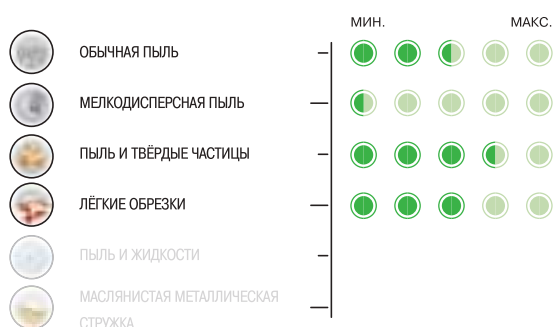 МИН. МАКС.
ОБЫЧНАЯ ПЫЛЬ
МЕЛКОДИСПЕРСНАЯ ПЫЛЬ
ПЫЛЬ И ТВЁРДЫЕ ЧАСТИЦЫ
ЛЁГКИЕ ОБРЕЗКИ
ПЫЛЬ И ЖИДКОСТИ
МАСЛЯНИСТАЯ МЕТАЛЛИЧЕСКАЯ
СТРУЖКА